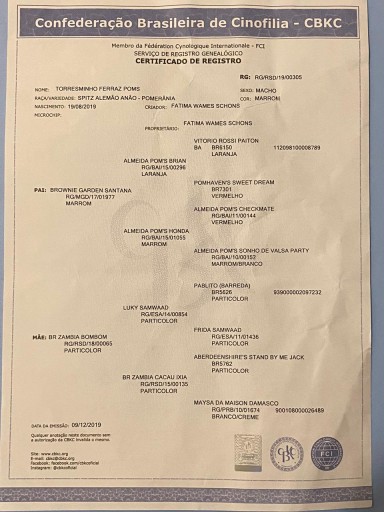 Confederação Brasileira de Cinofilia - CBKC
Membro da Fédération Cynologique Internationale - FCI
SERVIÇO DE REGISTRO GENEALÓGICO
CERTIFICADO DE REGISTRO
RG: RG/RSD/19/00305
NOME: TORRESMINHO FERRAZ POMS SEXO: MACHO
RAÇA/VARIEDADE: SPITZ ALEMÃO ANÃO - POMERÂNIA COR: MARROM
NASCIMENTO: 19/08/2019 CRIADOR: FATIMA WAMES SCHONS
MICROCHIP:
FATIMA WAMES SCHONS
PROPRIETÁRIO:
VITORIO ROSSI PAITON
BA BR6150 112098100008789
LARANJA
ALMEIDA POM'S BRIAN
RG/BAI/15/00296
LARANJA
POMHAVEN'S SWEET DREAM
BR7301
VERMELHO
PAI: BROWNIE GARDEN SANTANA
RG/MGD/17/01977
MARROM
ALMEIDA POM'S CHECKMATE
RG/BAI/11/00144
VERMELHO
ALMEIDA POM'S HONDA
RG/BAI/15/01055
MARROM
ALMEIDA POM'S SONHO DE VALSA PARTY
RG/BAI/10/00152
MARROM/BRANCO
PABLITO (BARREDA)
BR5626 939000002097232
PARTICOLOR
LUKY SAMWAAD
RG/ESA/14/00854
PARTICOLOR
FRIDA SAMWAAD
RG/ESA/11/01436
PARTICOLOR
MÃE: BR ZAMBIA BOMBOM
RG/RSD/18/00065
PARTICOLOR
ABERDEENSHIRE'S STAND BY ME JACK
BR5762
PARTICOLOR
BR ZAMBIA CACAU IXIA
RG/RSD/15/00135
PARTICOLOR
MAYSA DA MAISON DAMASCO
RG/PRB/10/01674 900108000026489
BRANCO/CREME
DATA DA EMISSÃO: 09/12/2019
Qualquer anotação neste documento sem
a autorização da CBKC invalida o mesmo.
Site: www.cbkc.org
E-mail: cbkc@cbkc.org
Facebook: facebook.com/cbkcoficial
Instagram: @cbkcoficial
CBKC
FCI